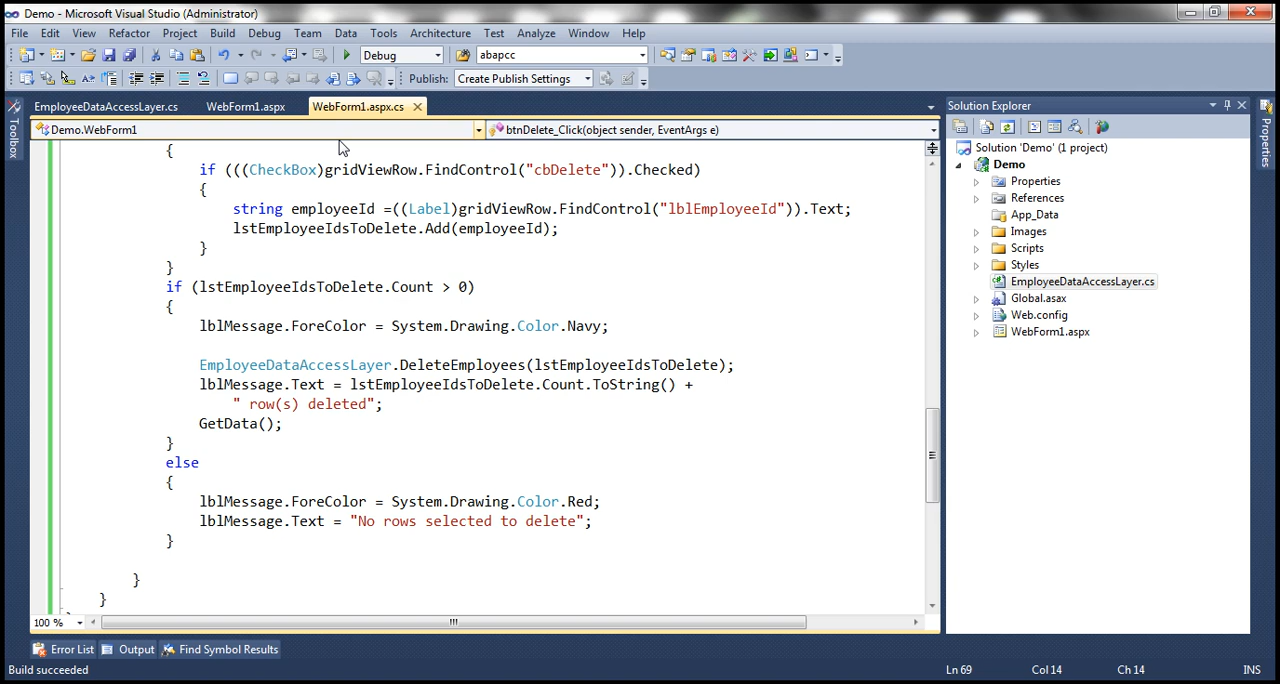 Demo - Microsoft Visual Studio (Administrator)
File Edit View Refactor Project Build Debug Team Data Tools Architecture Test Analyze Window Help
Debug abapcc
Publish: Create Publish Settings
EmployeeDataAccessLayer.cs WebForm1.aspx WebForm1.aspx.cs
Demo.WebForm1 btnDelete_Click(object sender, EventArgs e)
{
if (((CheckBox)gridViewRow.FindControl("cbDelete")).Checked)
{
string employeeId =((Label)gridViewRow.FindControl("lblEmployeeId")).Text;
lstEmployeeIdsToDelete.Add(employeeId);
}
}
if (lstEmployeeIdsToDelete.Count > 0)
{
lblMessage.ForeColor = System.Drawing.Color.Navy;
EmployeeDataAccessLayer.DeleteEmployees(lstEmployeeIdsToDelete);
lblMessage.Text = lstEmployeeIdsToDelete.Count.ToString() +
" row(s) deleted";
GetData();
}
else
{
lblMessage.ForeColor = System.Drawing.Color.Red;
lblMessage.Text = "No rows selected to delete";
}
}
}
100 %
Toolbox
Solution Explorer
Solution 'Demo' (1 project)
Demo
Properties
References
App_Data
Images
Scripts
Styles
EmployeeDataAccessLayer.cs
Global.asax
Web.config
WebForm1.aspx
Properties
Error List Output Find Symbol Results
Build succeeded Ln 69 Col 14 Ch 14 INS